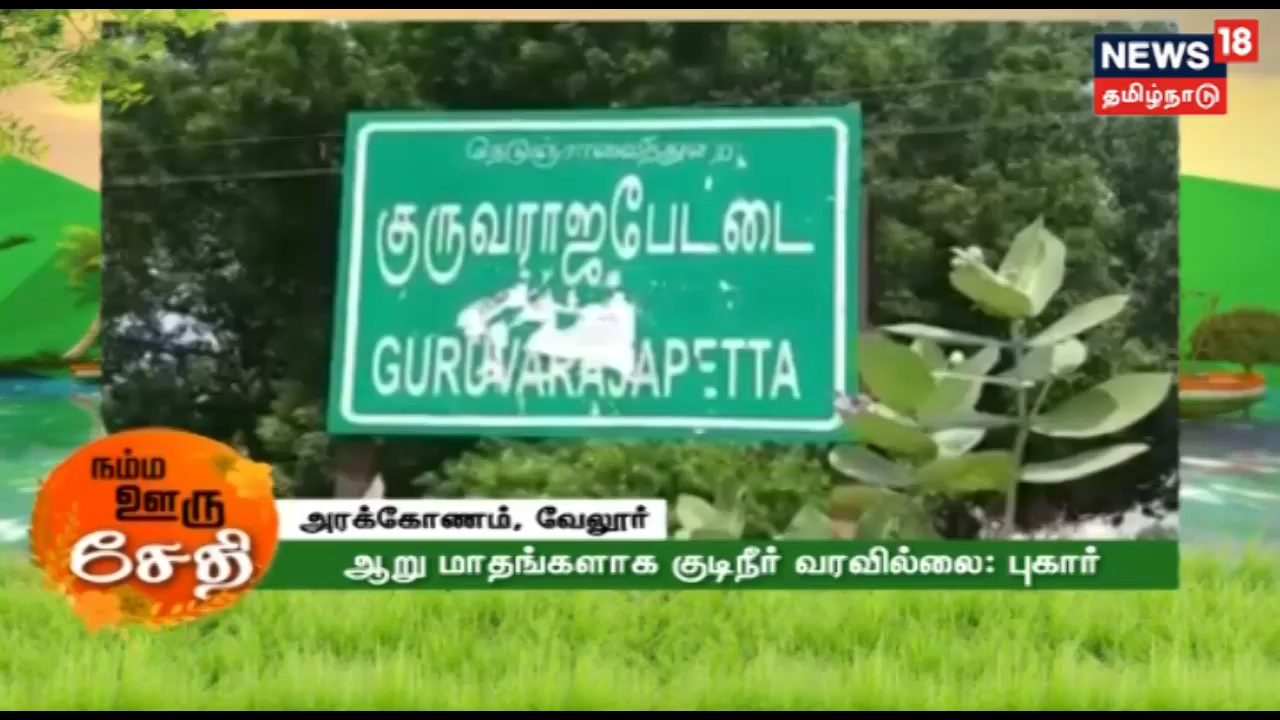 NEWS 18
தமிழ்நாடு
நெடுஞ்சாலைத்துறை
குருவராஜபேட்டை
GURUVARAJAPETTA
நம்ம
ஊரு
சேதி
அரக்கோணம், வேலூர்
ஆறு மாதங்களாக குடிநீர் வரவில்லை: புகார்